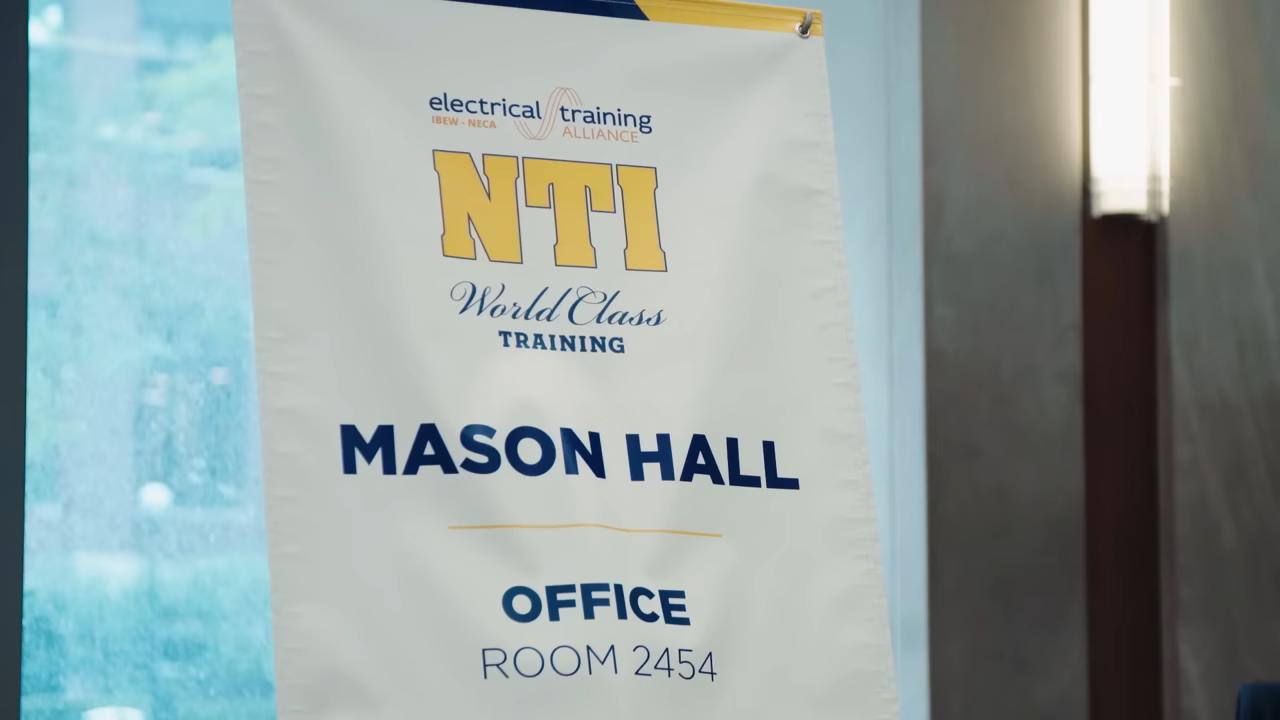 electrical training
IBEW - NECA ALLIANCE
NTI
World Class
TRAINING
MASON HALL
OFFICE
ROOM 2454